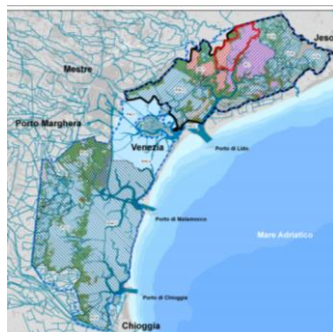 Jeso
Mestre
Porto Marghera
Venezia
Porto di Lido
Porto di Malamocco
Mare Adriatico
Porto di Chioggia
Chioggia